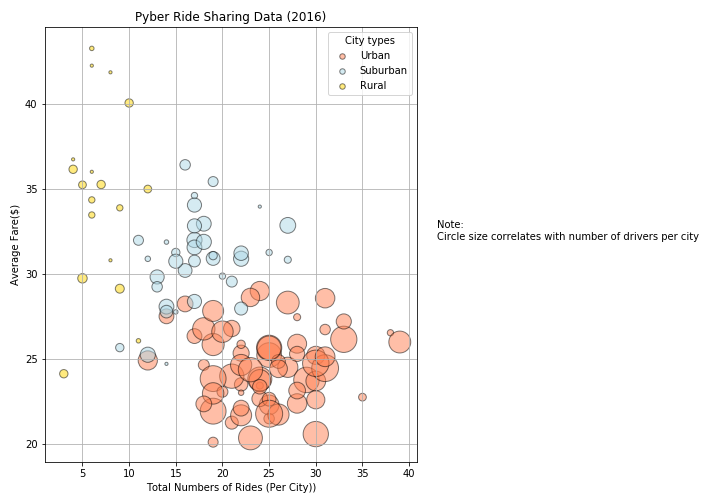 Pyber Ride Sharing Data (2016)
City types
Urban
Suburban
Rural
Average Fare($)
40
35
30
25
20
5 10 15 20 25 30 35 40
Total Numbers of Rides (Per City))
Note:
Circle size correlates with number of drivers per city